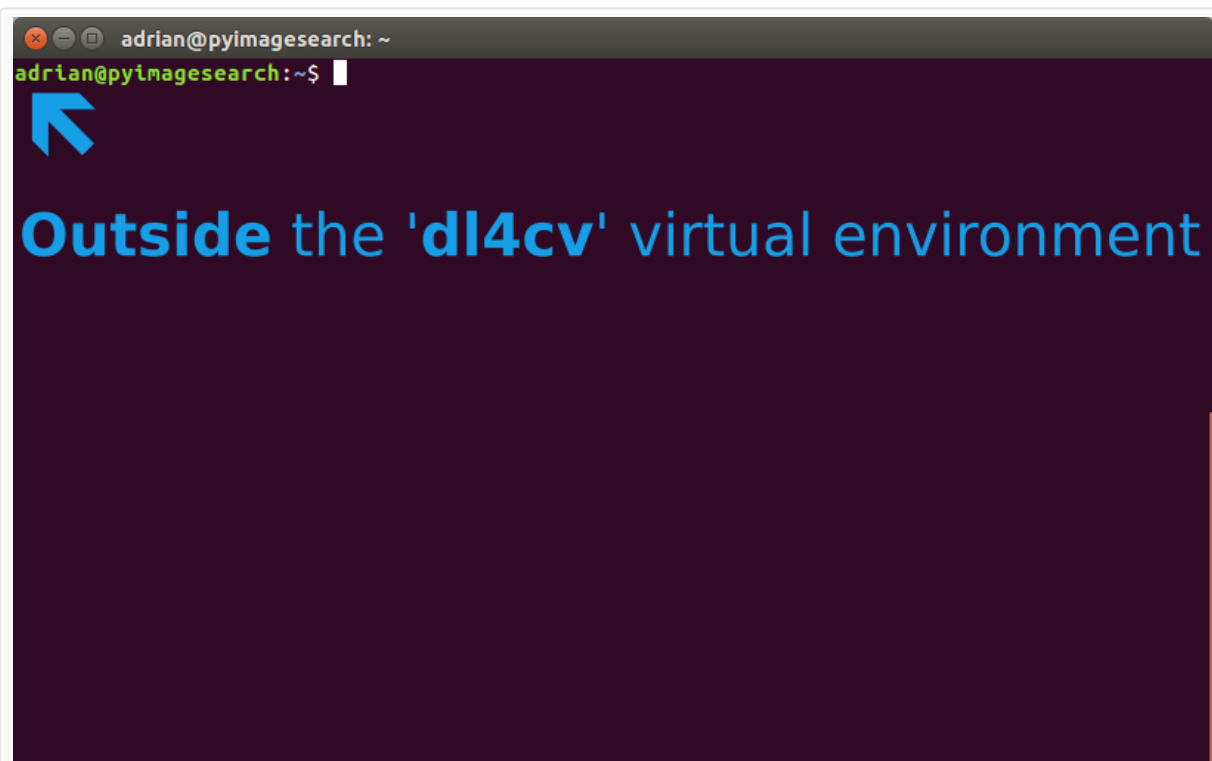 adrian@pyimagesearch: ~
adrian@pyimagesearch:~$
Outside the 'dl4cv' virtual environment